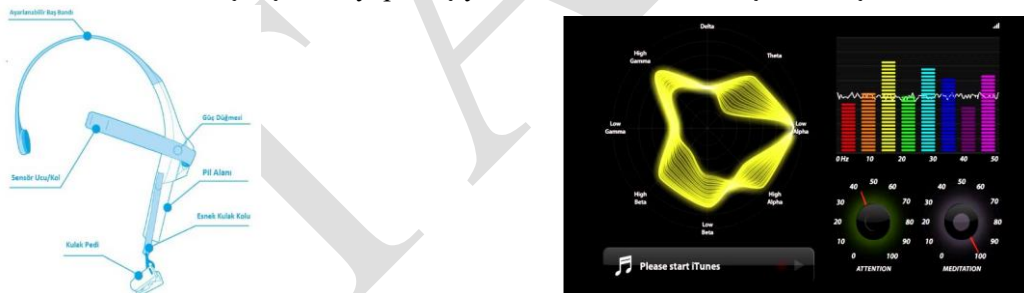 Ayarlanabilir Baş Bandı
Güç Düğmesi
Sensör Ucu/Kol
Pil Alanı
Esnek Kulak Kolu
Kulak Pedi
Delta
High
Gamma
Theta
Low
Gamma
Low
Alpha
High
Beta
High
Alpha
Low
Beta
Please start iTunes
0Hz 10 20 30 40 50
0 10 20 30 40 50 60 70 80 90 100
ATTENTION
0 10 20 30 40 50 60 70 80 90 100
MEDITATION